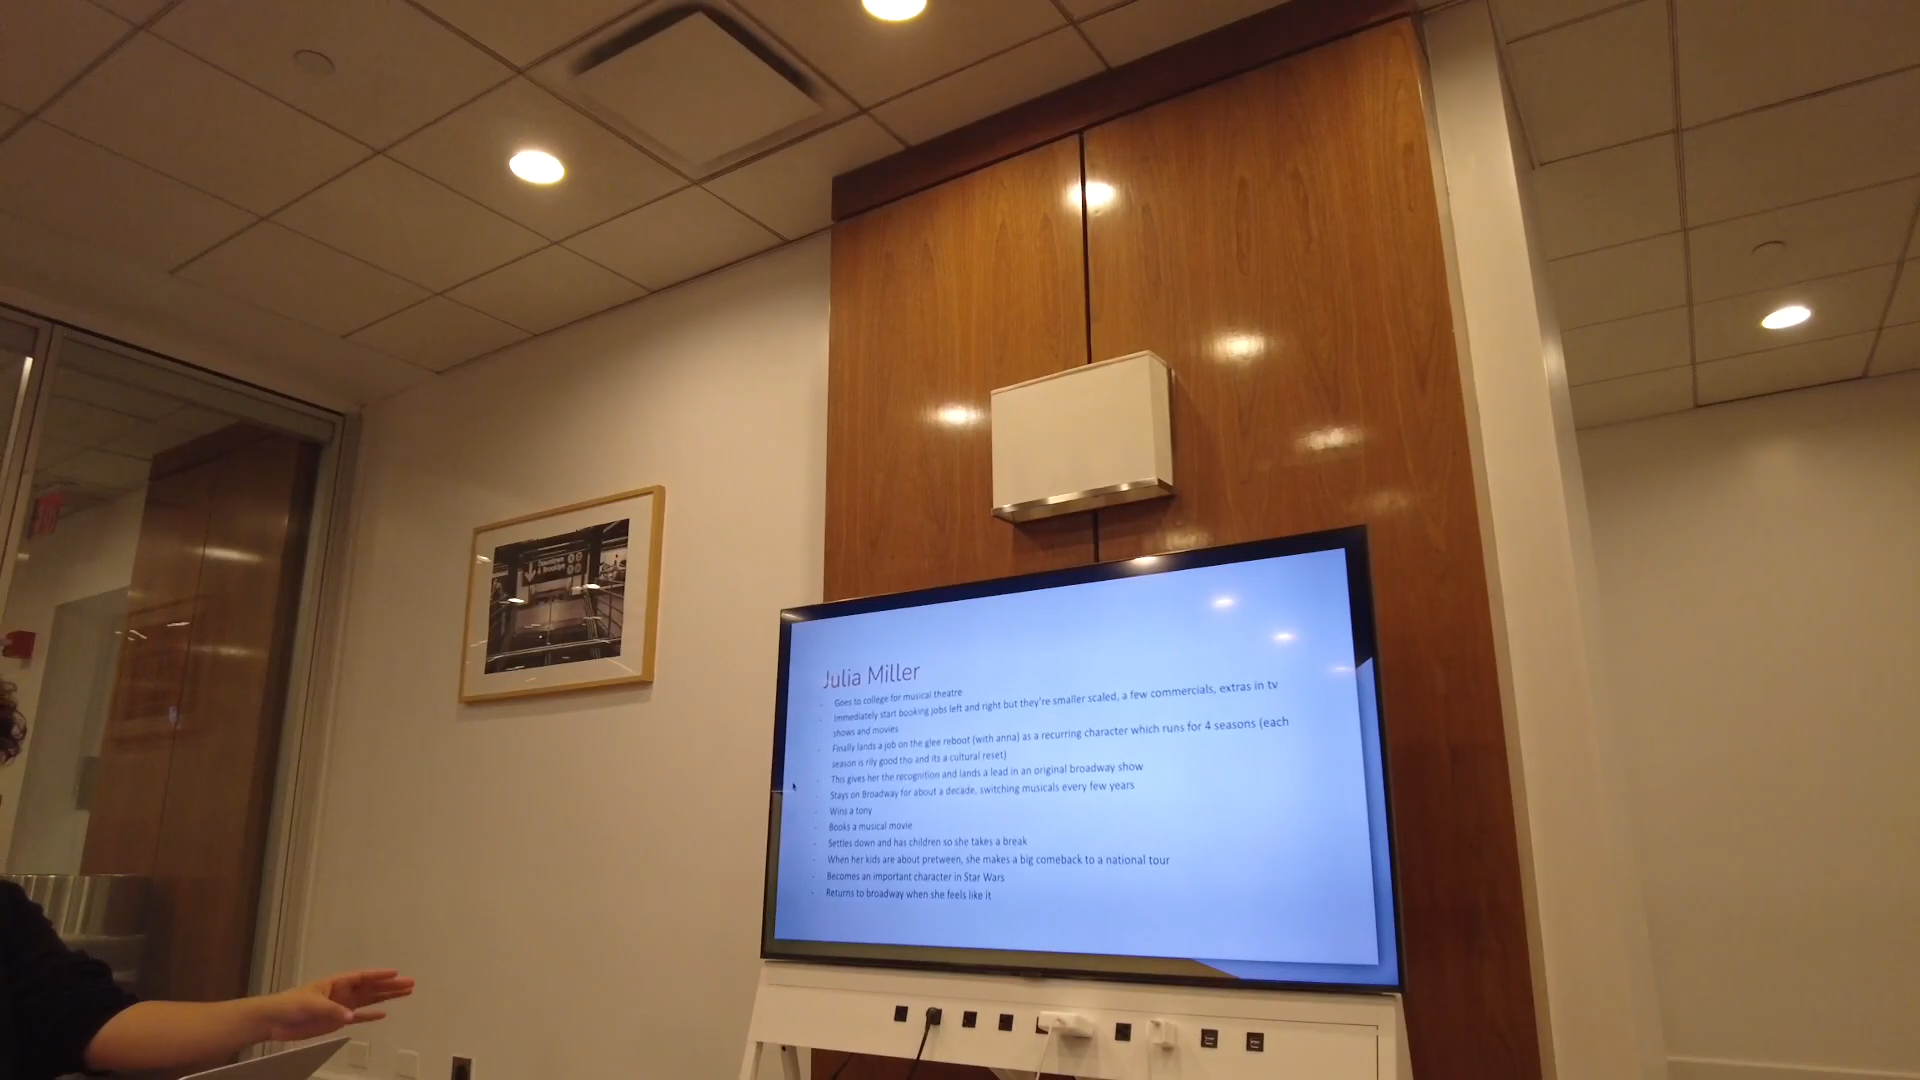 Downtown
& Brooklyn
Julia Miller
- Goes to college for musical theatre
- Immediately start booking jobs left and right but they're smaller scaled, a few commercials, extras in tv
shows and movies
- Finally lands a job on the glee reboot (with anna) as a recurring character which runs for 4 seasons (each
season is rlly good tho and its a cultural reset)
- This gives her the recognition and lands a lead in an original broadway show
- Stays on Broadway for about a decade, switching musicals every few years
- Wins a tony
- Books a musical movie
- Settles down and has children so she takes a break
- When her kids are about pretween, she makes a big comeback to a national tour
- Becomes an important character in Star Wars
- Returns to broadway when she feels like it